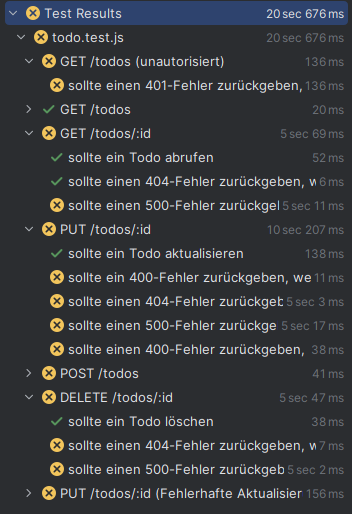 Test Results 20 sec 676 ms
todo.test.js 20 sec 676 ms
GET /todos (unautorisiert) 136 ms
sollte einen 401-Fehler zurückgeben, 136 ms
GET /todos 20 ms
GET /todos/:id 5 sec 69 ms
sollte ein Todo abrufen 52 ms
sollte einen 404-Fehler zurückgeben, w 6 ms
sollte einen 500-Fehler zurückgel 5 sec 11 ms
PUT /todos/:id 10 sec 207 ms
sollte ein Todo aktualisieren 138 ms
sollte ein 400-Fehler zurückgeben, we 11 ms
sollte einen 404-Fehler zurückgeb 5 sec 3 ms
sollte einen 500-Fehler zurückge 5 sec 17 ms
sollte einen 400-Fehler zurückgeben, 38 ms
POST /todos 41 ms
DELETE /todos/:id 5 sec 47 ms
sollte ein Todo löschen 38 ms
sollte einen 404-Fehler zurückgeben, w 7 ms
sollte einen 500-Fehler zurückgeb 5 sec 2 ms
PUT /todos/:id (Fehlerhafte Aktualisier 156 ms